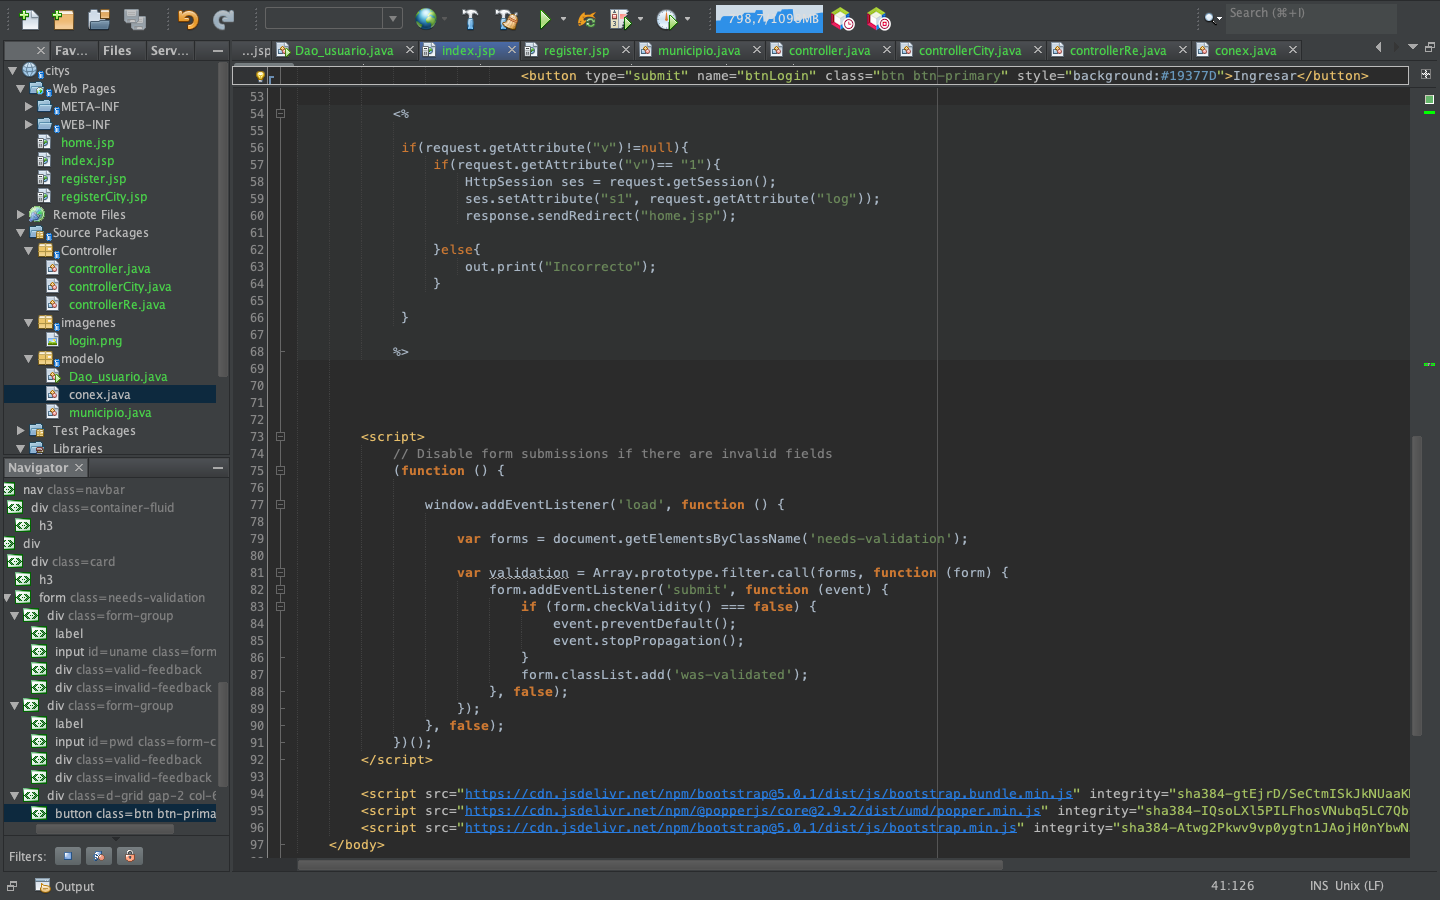 798,7/1093MB
Search (⌘+I)
Fav...
Files
Serv...
...jsp
Dao_usuario.java
index.jsp
register.jsp
municipio.java
controller.java
controllerCity.java
controllerRe.java
conex.java
citys
Web Pages
META-INF
WEB-INF
home.jsp
index.jsp
register.jsp
registerCity.jsp
Remote Files
Source Packages
Controller
controller.java
controllerCity.java
controllerRe.java
imagenes
login.png
modelo
Dao_usuario.java
conex.java
municipio.java
Test Packages
Libraries
Navigator
nav class=navbar
div class=container-fluid
h3
div
div class=card
h3
form class=needs-validation
div class=form-group
label
input id=uname class=form
div class=valid-feedback
div class=invalid-feedback
div class=form-group
label
input id=pwd class=form-c
div class=valid-feedback
div class=invalid-feedback
div class=d-grid gap-2 col-6
button class=btn btn-prima
Filters:
<button type="submit" name="btnLogin" class="btn btn-primary" style="background:#19377D">Ingresar</button>
53
54 <%
55
56 if(request.getAttribute("v")!=null){
57 if(request.getAttribute("v")== "1"){
58 HttpSession ses = request.getSession();
59 ses.setAttribute("s1", request.getAttribute("log"));
60 response.sendRedirect("home.jsp");
61
62 }else{
63 out.print("Incorrecto");
64 }
65
66 }
67
68 %>
69
70
71
72
73 <script>
74 // Disable form submissions if there are invalid fields
75 (function () {
76
77 window.addEventListener('load', function () {
78
79 var forms = document.getElementsByClassName('needs-validation');
80
81 var validation = Array.prototype.filter.call(forms, function (form) {
82 form.addEventListener('submit', function (event) {
83 if (form.checkValidity() === false) {
84 event.preventDefault();
85 event.stopPropagation();
86 }
87 form.classList.add('was-validated');
88 }, false);
89 });
90 }, false);
91 })();
92 </script>
93
94 <script src="https://cdn.jsdelivr.net/npm/bootstrap@5.0.1/dist/js/bootstrap.bundle.min.js" integrity="sha384-gtEjrD/SeCtmISkJkNUaaK
95 <script src="https://cdn.jsdelivr.net/npm/@popperjs/core@2.9.2/dist/umd/popper.min.js" integrity="sha384-IQsoLXl5PILFhosVNubq5LC7Qb
96 <script src="https://cdn.jsdelivr.net/npm/bootstrap@5.0.1/dist/js/bootstrap.min.js" integrity="sha384-Atwg2Pkwv9vp0ygtn1JAojH0nYbwN
97 </body>
Output
41:126
INS Unix (LF)